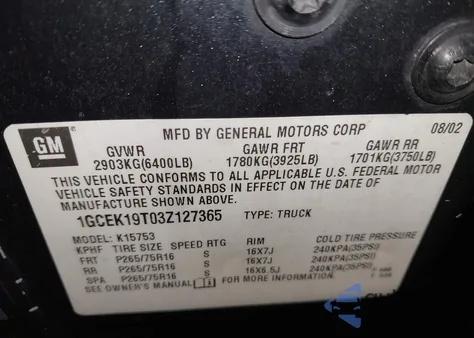 MFD BY GENERAL MOTORS CORP 08/02
GM
GVWR GAWR FRT GAWR RR
2903KG(6400LB) 1780KG(3925LB) 1701KG(3750LB)
THIS VEHICLE CONFORMS TO ALL APPLICABLE U.S. FEDERAL MOTOR
VEHICLE SAFETY STANDARDS IN EFFECT ON THE DATE OF
MANUFACTURE SHOWN ABOVE.
1GCEK19T03Z127365 TYPE: TRUCK
MODEL: K15753
KPHF TIRE SIZE SPEED RTG RIM COLD TIRE PRESSURE
FRT P265/75R16 S 16X7J 240KPA(35PSI)
RR P265/75R16 S 16X7J 240KPA(35PSI)
SPA P265/75R16 S 16X6.5J 240KPA(35PSI)
SEE OWNER'S MANUAL FOR MORE INFORMATION.